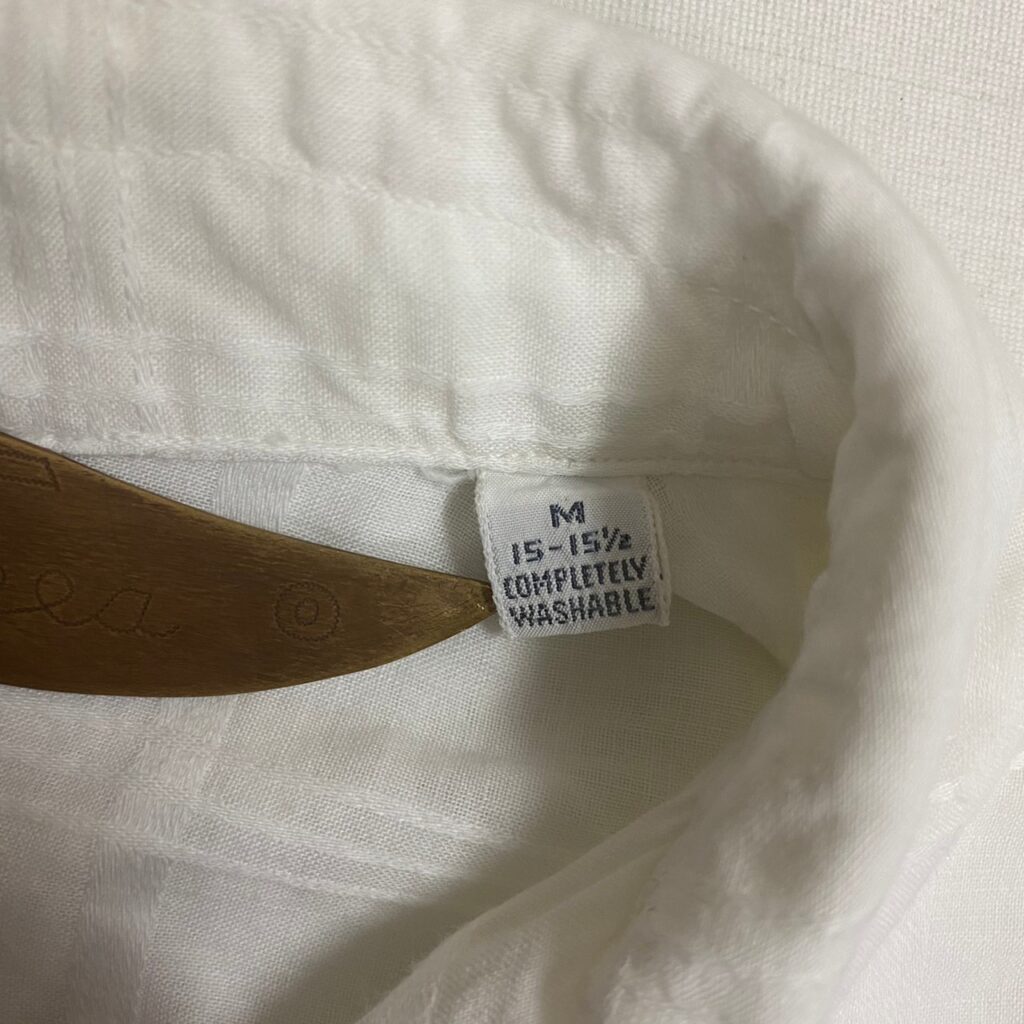 M
15-15½
COMPLETELY
WASHABLE